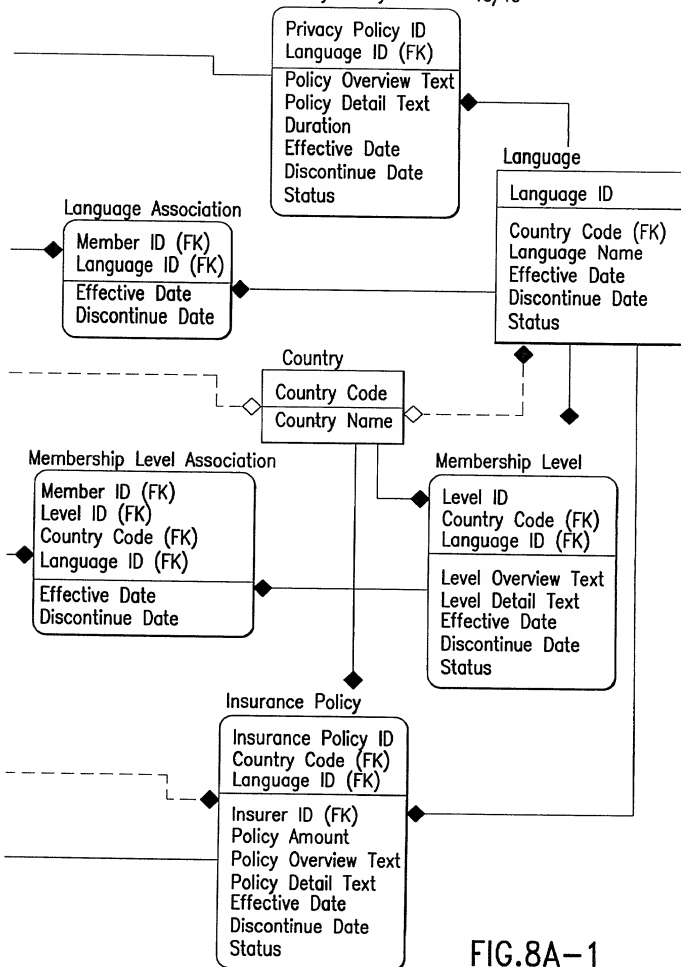 Privacy Policy ID
Language ID (FK)
Policy Overview Text
Policy Detail Text
Duration
Effective Date
Discontinue Date
Status
Language
Language ID
Country Code (FK)
Language Name
Effective Date
Discontinue Date
Status
Language Association
Member ID (FK)
Language ID (FK)
Effective Date
Discontinue Date
Country
Country Code
Country Name
Membership Level Association
Member ID (FK)
Level ID (FK)
Country Code (FK)
Language ID (FK)
Effective Date
Discontinue Date
Membership Level
Level ID
Country Code (FK)
Language ID (FK)
Level Overview Text
Level Detail Text
Effective Date
Discontinue Date
Status
Insurance Policy
Insurance Policy ID
Country Code (FK)
Language ID (FK)
Insurer ID (FK)
Policy Amount
Policy Overview Text
Policy Detail Text
Effective Date
Discontinue Date
Status
FIG.8A-1